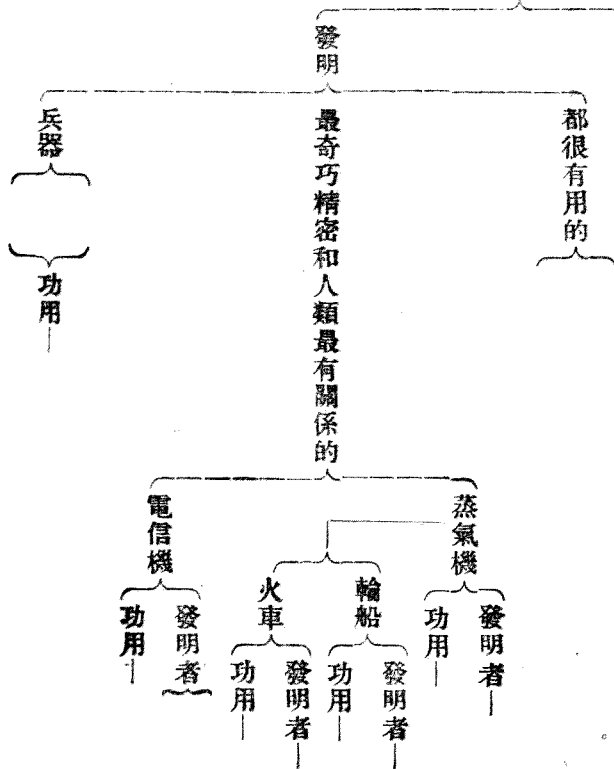 發明
都很有用的
最奇巧精密和人類最有關係的
兵器
功用
蒸氣機
發明者
功用
輪船
發明者
功用
火車
發明者
功用
電信機
發明者
功用